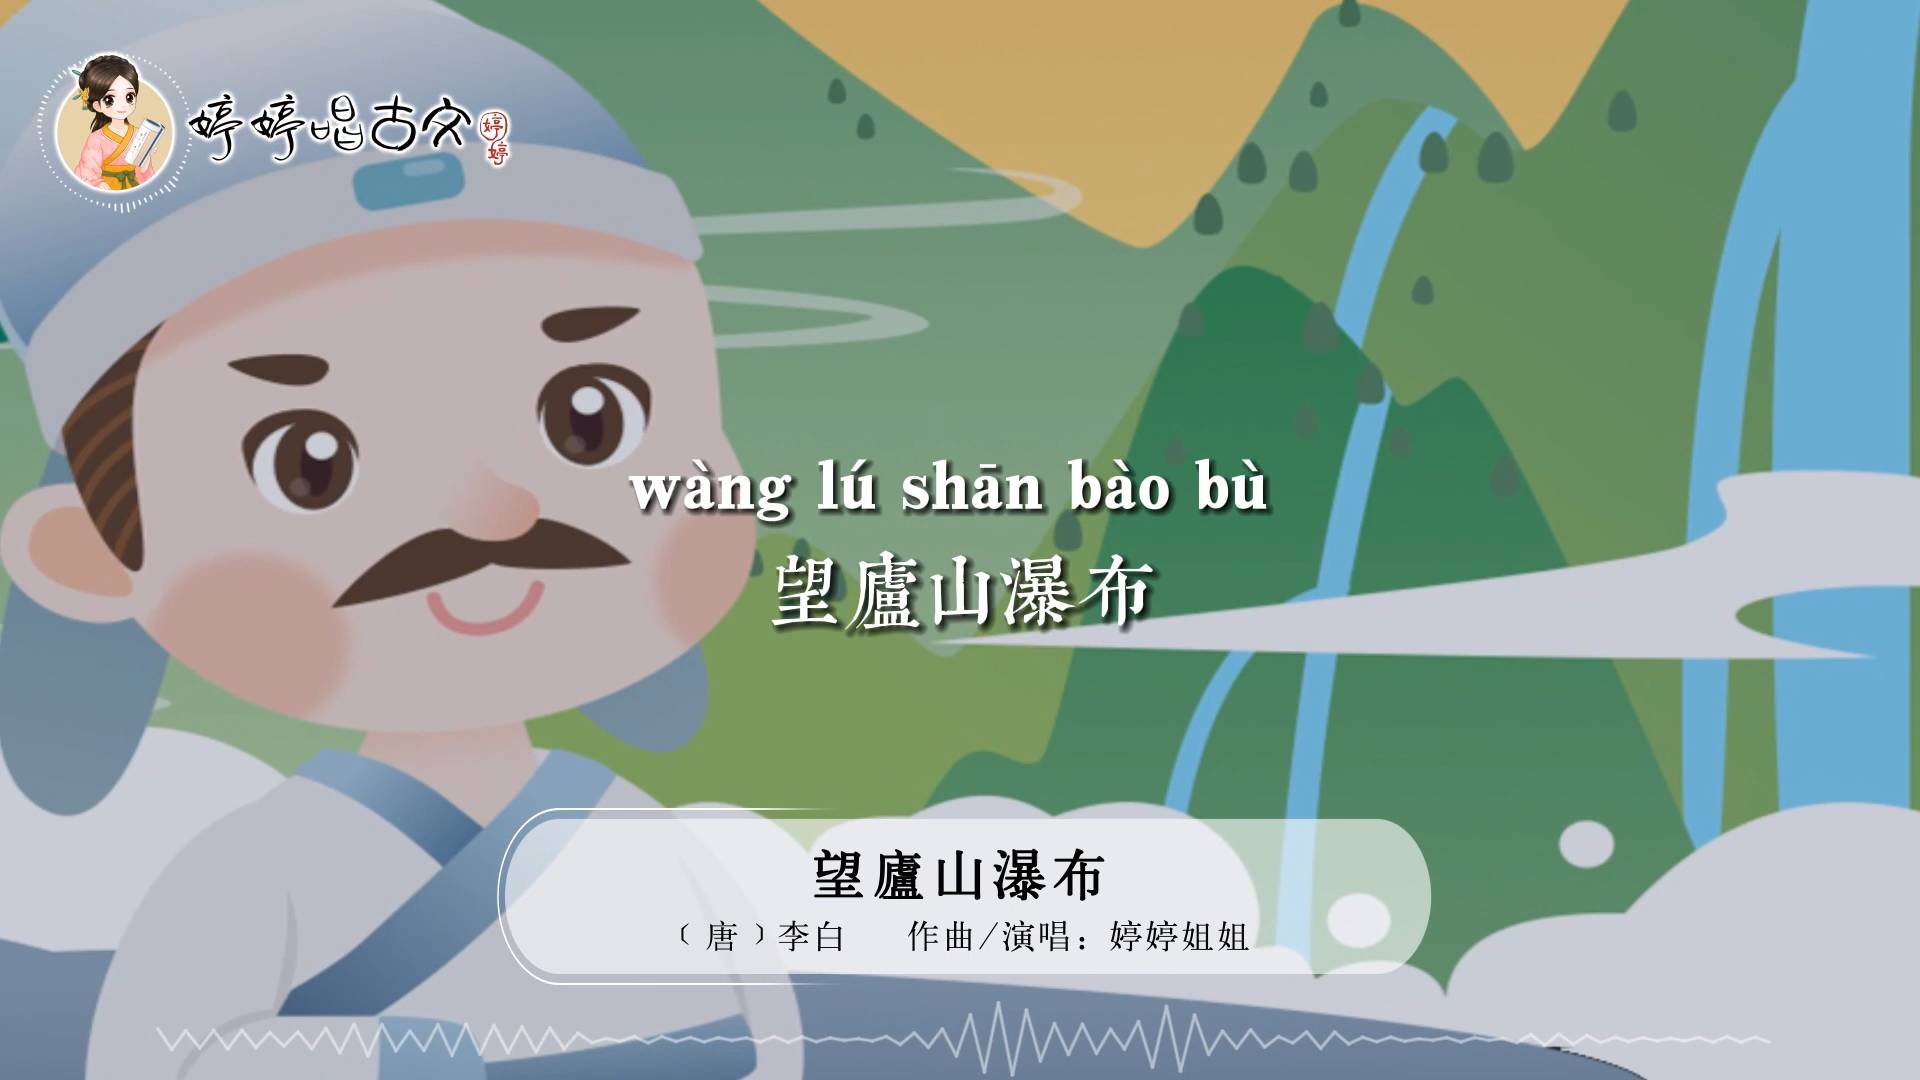 婷婷唱古文
婷婷
wàng lú shān bào bù
望廬山瀑布
望廬山瀑布
（唐）李白 作曲/演唱：婷婷姐姐